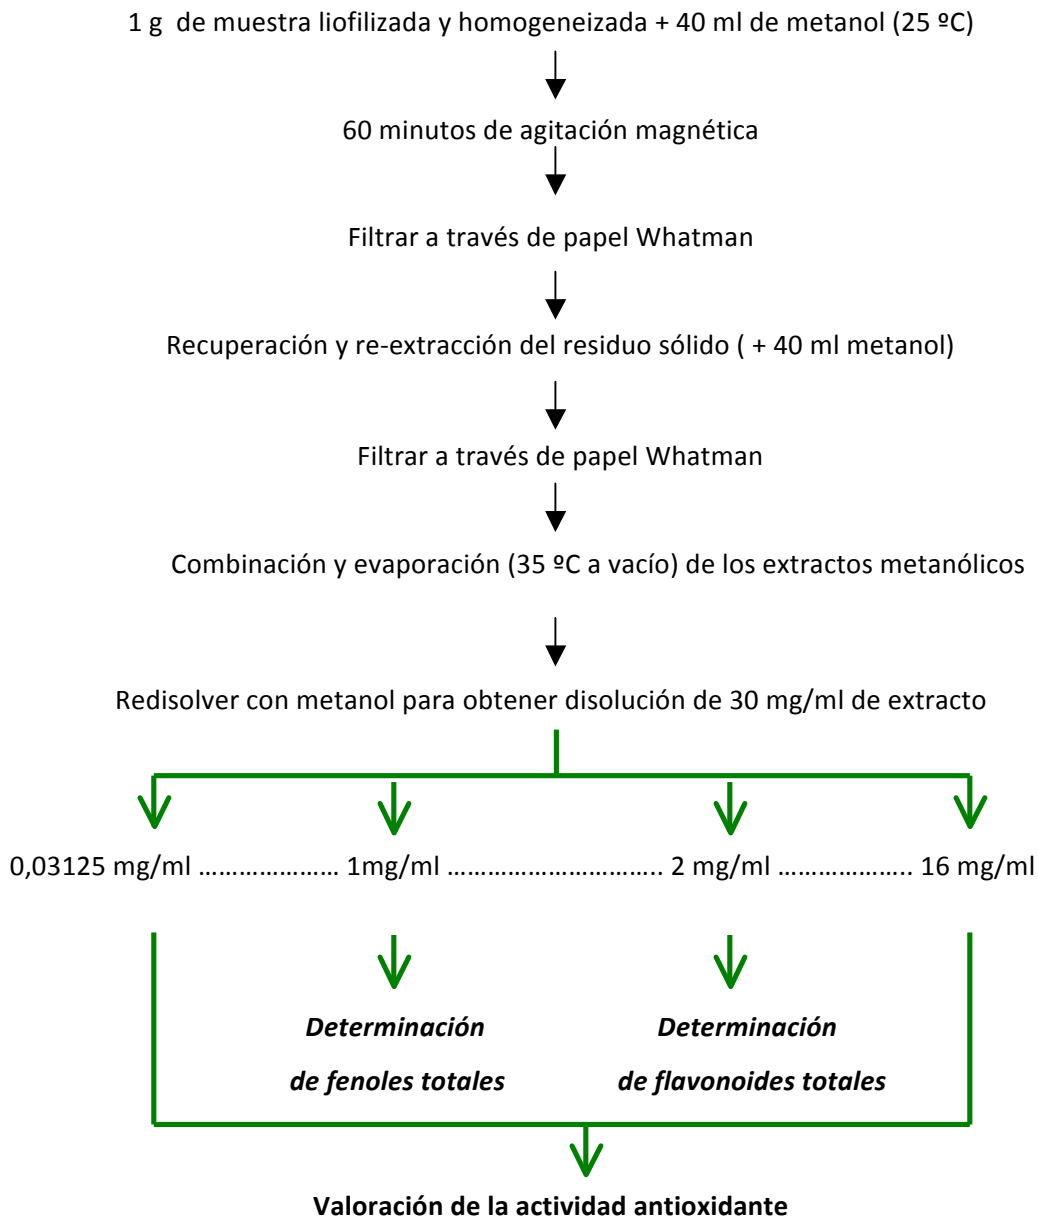 1 g  de muestra liofilizada y homogeneizada + 40 ml de metanol (25 ºC)
60 minutos de agitación magnética
Filtrar a través de papel Whatman
Recuperación y re-extracción del residuo sólido ( + 40 ml metanol)
Filtrar a través de papel Whatman
Combinación y evaporación (35 ºC a vacío) de los extractos metanólicos
Redisolver con metanol para obtener disolución de 30 mg/ml de extracto
0,03125 mg/ml ………………… 1mg/ml ……………………….. 2 mg/ml ……………….. 16 mg/ml
Determinación Determinación
de fenoles totales de flavonoides totales
Valoración de la actividad antioxidante